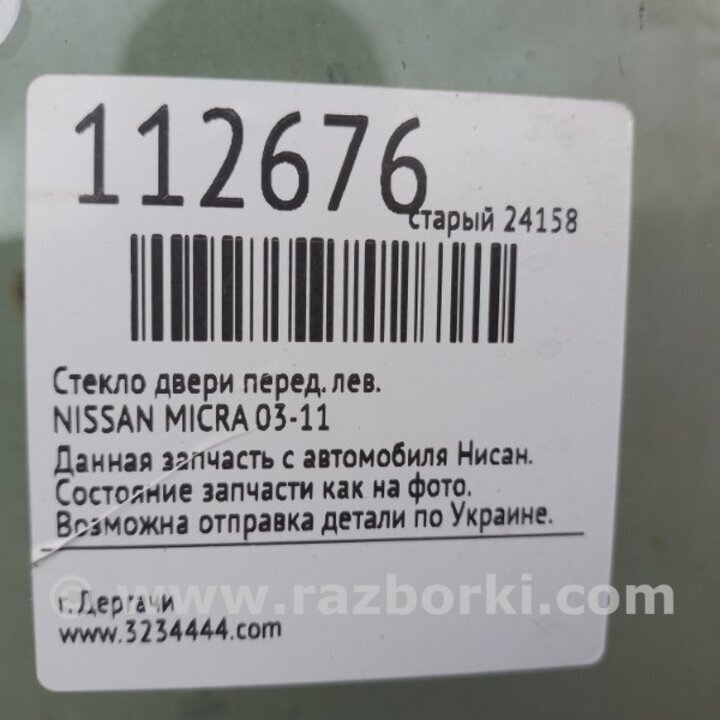 112676
старый 24158
Стекло двери перед. лев.
NISSAN MICRA 03-11
Данная запчасть с автомобиля Нисан.
Состояние запчасти как на фото.
Возможна отправка детали по Украине.
г. Дергачи
© www.razborki.com
www.3234444.com